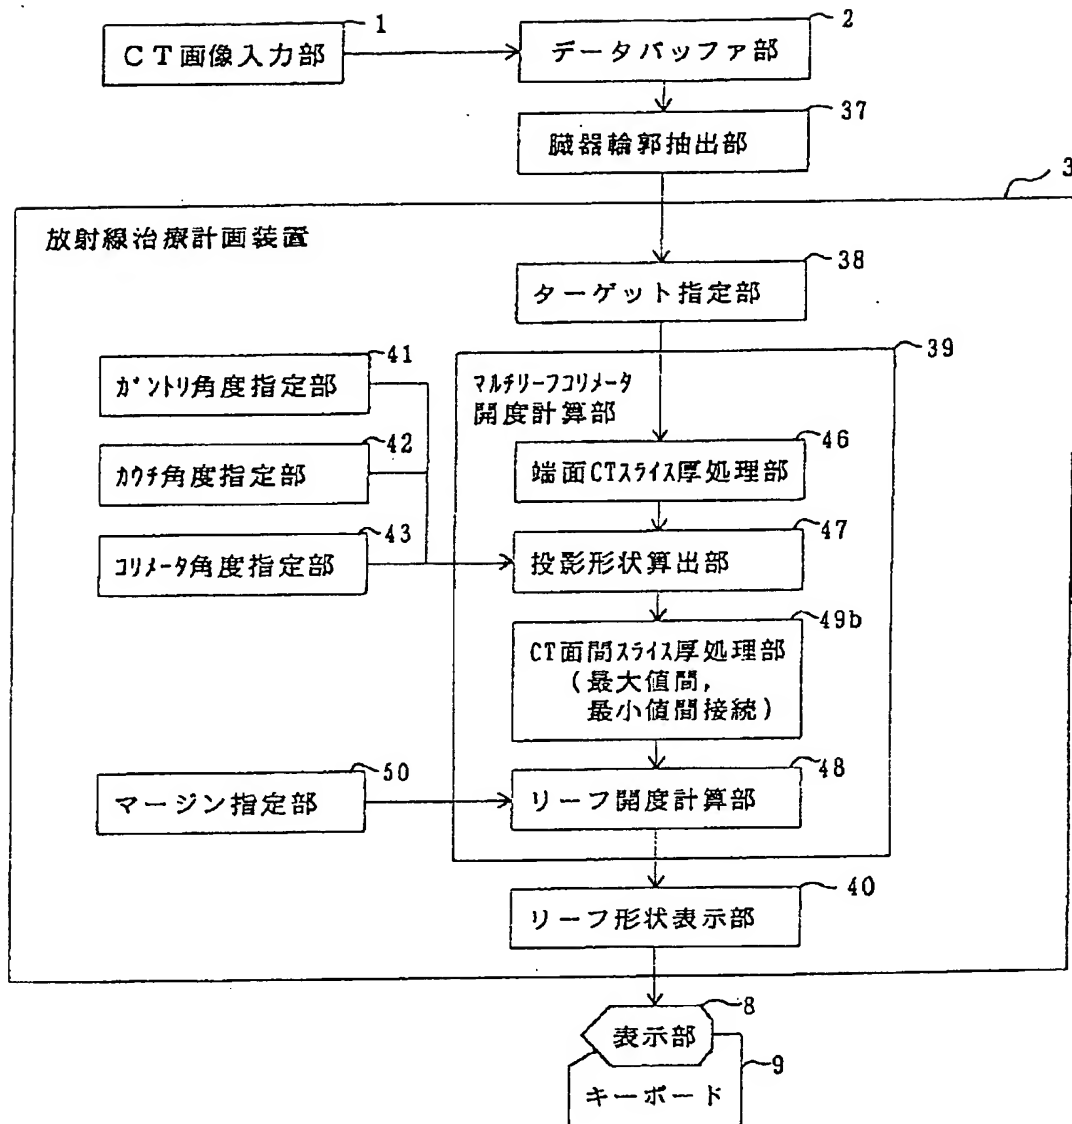 1
CT画像入力部
2
データバッファ部
37
臓器輪郭抽出部
3
放射線治療計画装置
38
ターゲット指定部
39
41
ガントリ角度指定部
マルチリーフコリメータ
開度計算部
42
カウチ角度指定部
46
端面CTスライス厚処理部
43
コリメータ角度指定部
47
投影形状算出部
49b
CT面間スライス厚処理部
(最大値間,
最小値間接続)
50
マージン指定部
48
リーフ開度計算部
40
リーフ形状表示部
8
表示部
9
キーボード